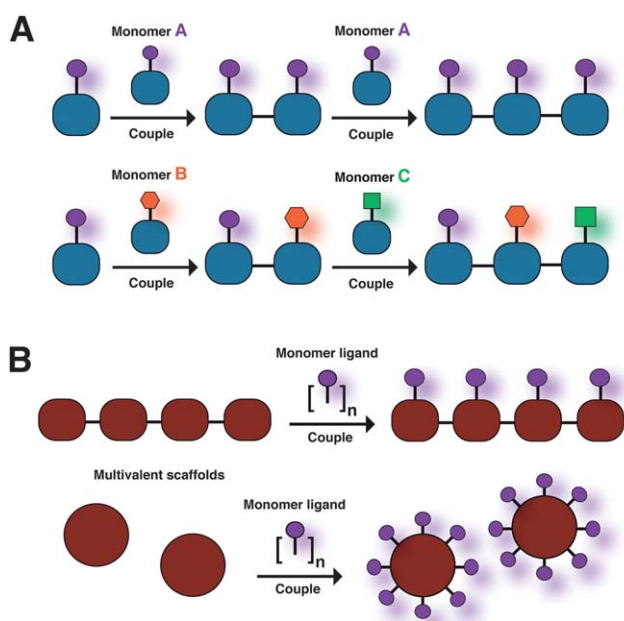 A
Monomer A
Couple
Monomer A
Couple
Monomer B
Couple
Monomer C
Couple
B
Monomer ligand
[ ]n
Couple
Multivalent scaffolds
Monomer ligand
[ ]n
Couple